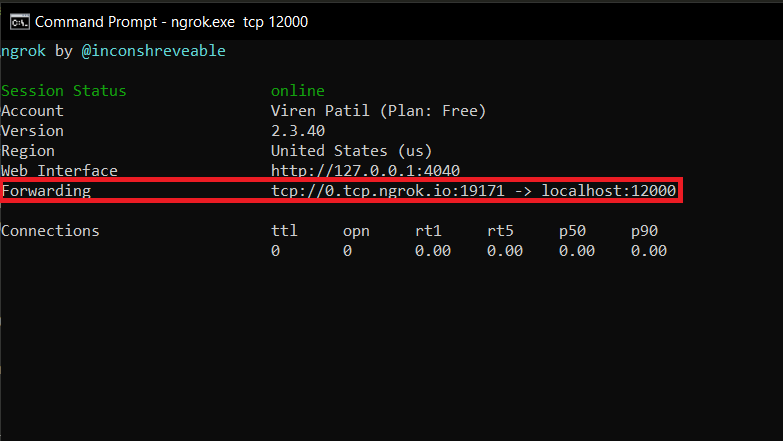 Command Prompt - ngrok.exe  tcp 12000
ngrok by @inconshreveable
Session Status                online
Account                       Viren Patil (Plan: Free)
Version                       2.3.40
Region                        United States (us)
Web Interface                 http://127.0.0.1:4040
Forwarding                    tcp://0.tcp.ngrok.io:19171 -> localhost:12000
Connections                   ttl     opn     rt1     rt5     p50     p90
                              0       0       0.00    0.00    0.00    0.00